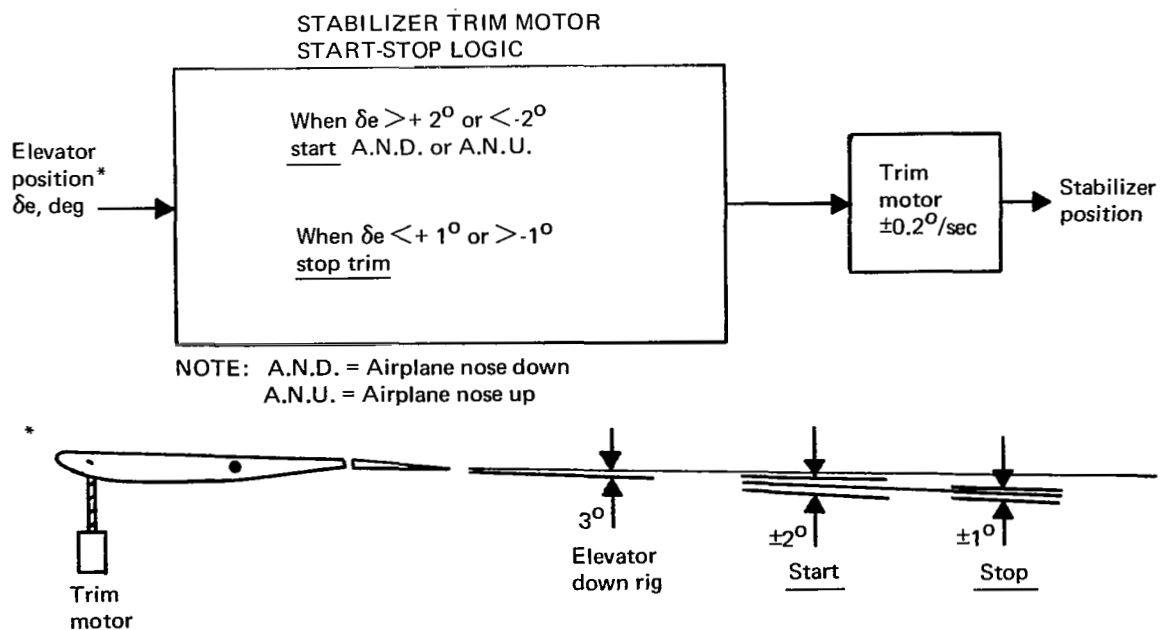 STABILIZER TRIM MOTOR
START-STOP LOGIC
When δe >+ 2° or <-2°
start A.N.D. or A.N.U.
When δe <+ 1° or >-1°
stop trim
Elevator
position*
δe, deg
Trim
motor
±0.2°/sec
Stabilizer
position
NOTE: A.N.D. = Airplane nose down
A.N.U. = Airplane nose up
*
Trim
motor
3°
Elevator
down rig
±2°
Start
±1°
Stop